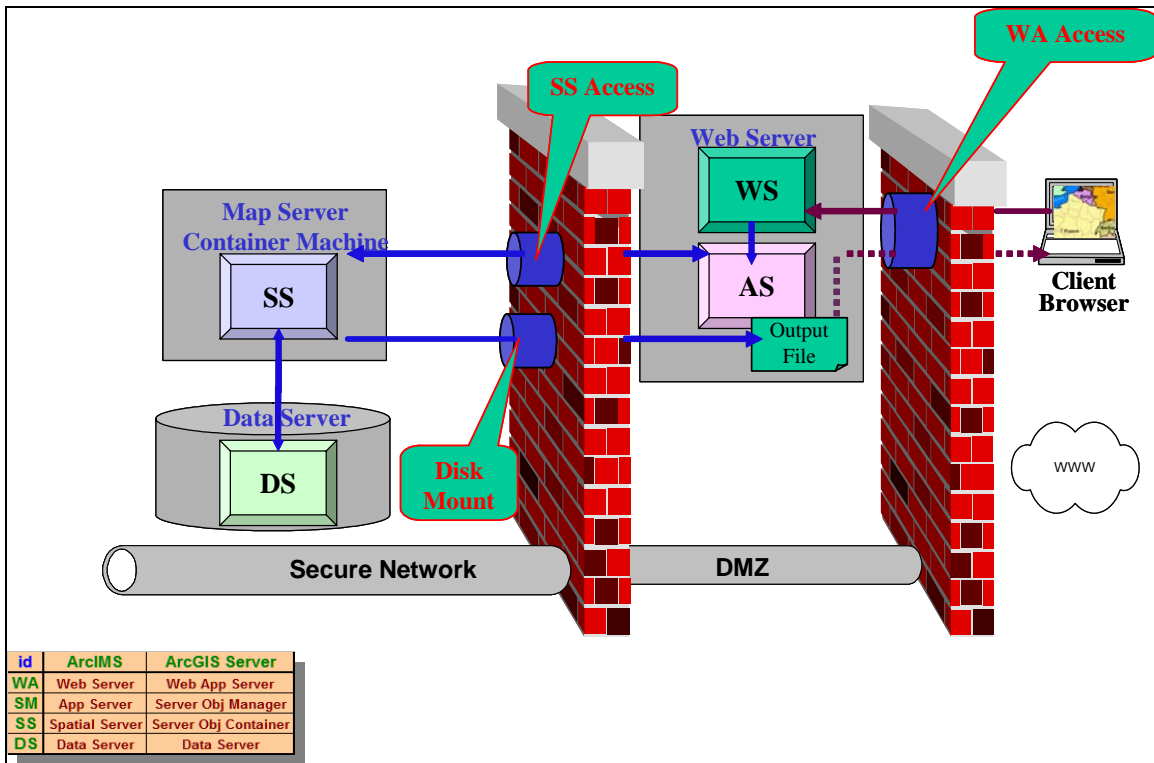 WA Access
SS Access
Web Server
WS
Map Server
Container Machine
SS
AS
Output
File
Client
Browser
Data Server
DS
Disk
Mount
www
Secure Network
DMZ
id ArcIMS ArcGIS Server
WA Web Server Web App Server
SM App Server Server Obj Manager
SS Spatial Server Server Obj Container
DS Data Server Data Server